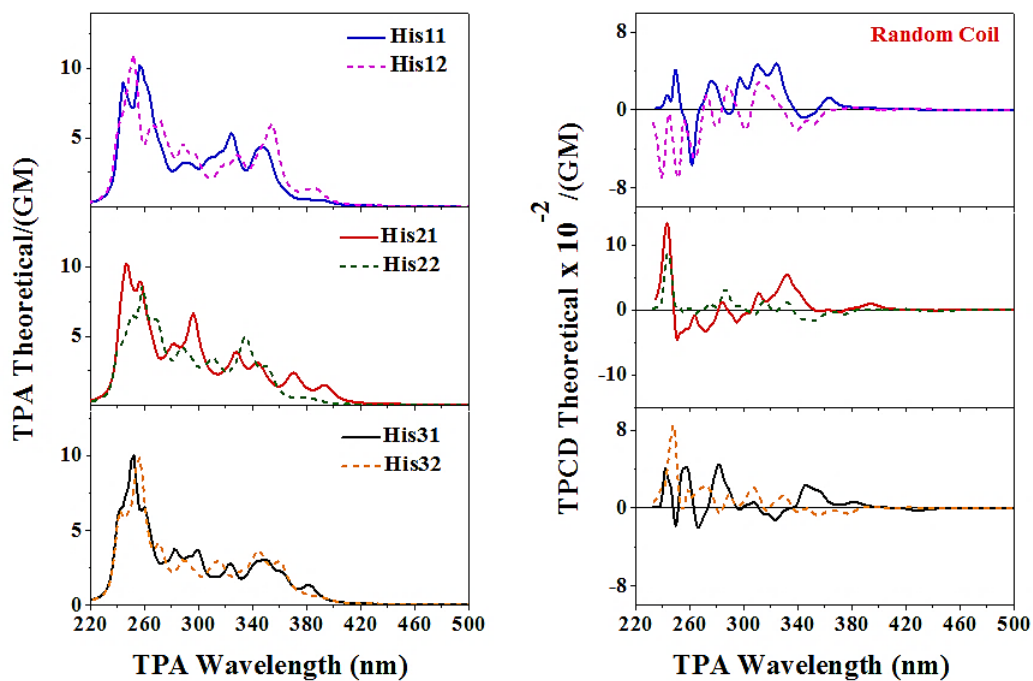 TPA Theoretical/(GM)
10
5
His11
His12
10
5
His21
His22
10
5
0
His31
His32
220 260 300 340 380 420 460 500
TPA Wavelength (nm)
TPCD Theoretical x 10 -2 /(GM)
8
0
-8
Random Coil
10
0
-10
8
0
-8
220 260 300 340 380 420 460 500
TPA Wavelength (nm)